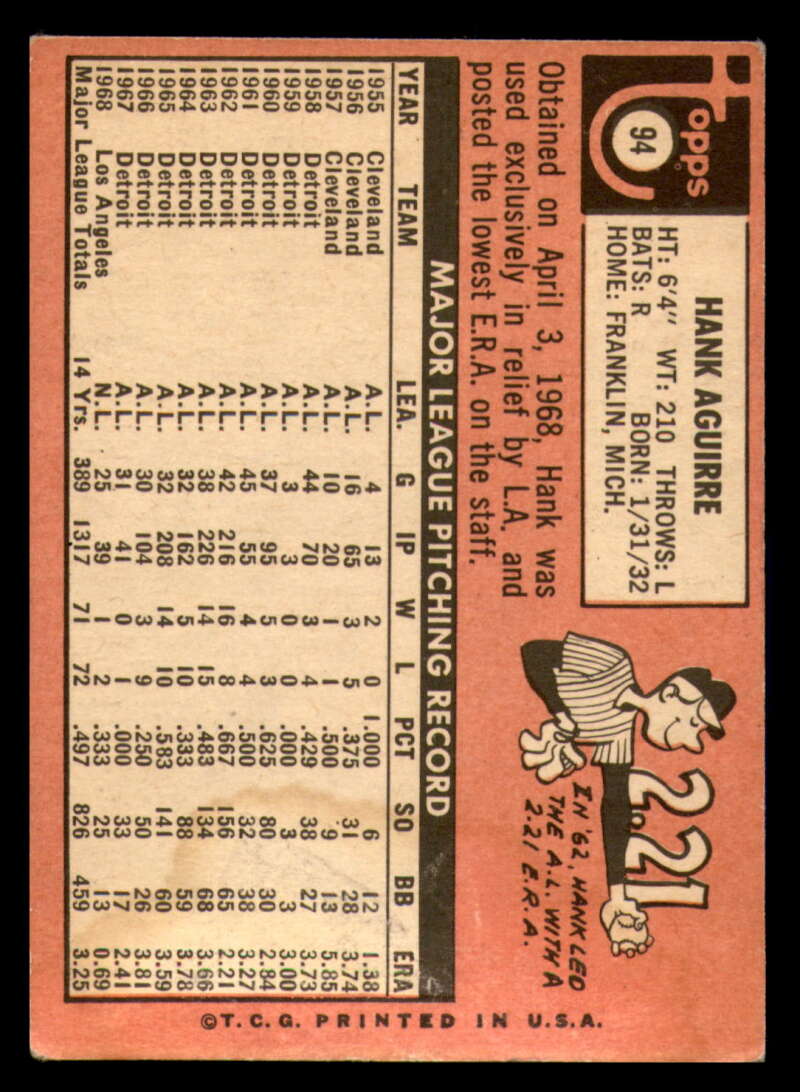 topps
94
HANK AGUIRRE
HT: 6'4" WT: 210 THROWS: L
BATS: R BORN: 1/31/32
HOME: FRANKLIN, MICH.
Obtained on April 3, 1968, Hank was
used exclusively in relief by L.A. and
posted the lowest E.R.A. on the staff.
2.21
IN '62, HANK LED
THE A.L. WITH A
2.21 E.R.A.
MAJOR LEAGUE PITCHING RECORD
YEAR TEAM LEA. G IP W L PCT SO BB ERA
1955 Cleveland A.L. 4 13 2 0 1.000 6 12 1.38
1956 Cleveland A.L. 16 65 3 5 .375 31 28 3.74
1957 Cleveland A.L. 10 20 1 1 .500 9 13 5.85
1958 Detroit A.L. 44 70 3 4 .429 38 27 3.73
1959 Detroit A.L. 3 3 0 0 .000 3 3 3.00
1960 Detroit A.L. 37 95 5 3 .625 80 30 2.84
1961 Detroit A.L. 45 55 4 4 .500 32 38 3.27
1962 Detroit A.L. 42 216 16 8 .667 156 65 2.21
1963 Detroit A.L. 38 226 14 15 .483 134 68 3.66
1964 Detroit A.L. 32 162 5 10 .333 88 59 3.78
1965 Detroit A.L. 32 208 14 10 .583 141 60 3.59
1966 Detroit A.L. 30 104 3 9 .250 50 26 3.81
1967 Detroit A.L. 31 41 0 1 .000 33 17 2.41
1968 Los Angeles N.L. 25 39 1 2 .333 25 13 0.69
Major League Totals 14 Yrs. 389 1317 71 72 .497 826 459 3.25
©T.C.G. PRINTED IN U.S.A.